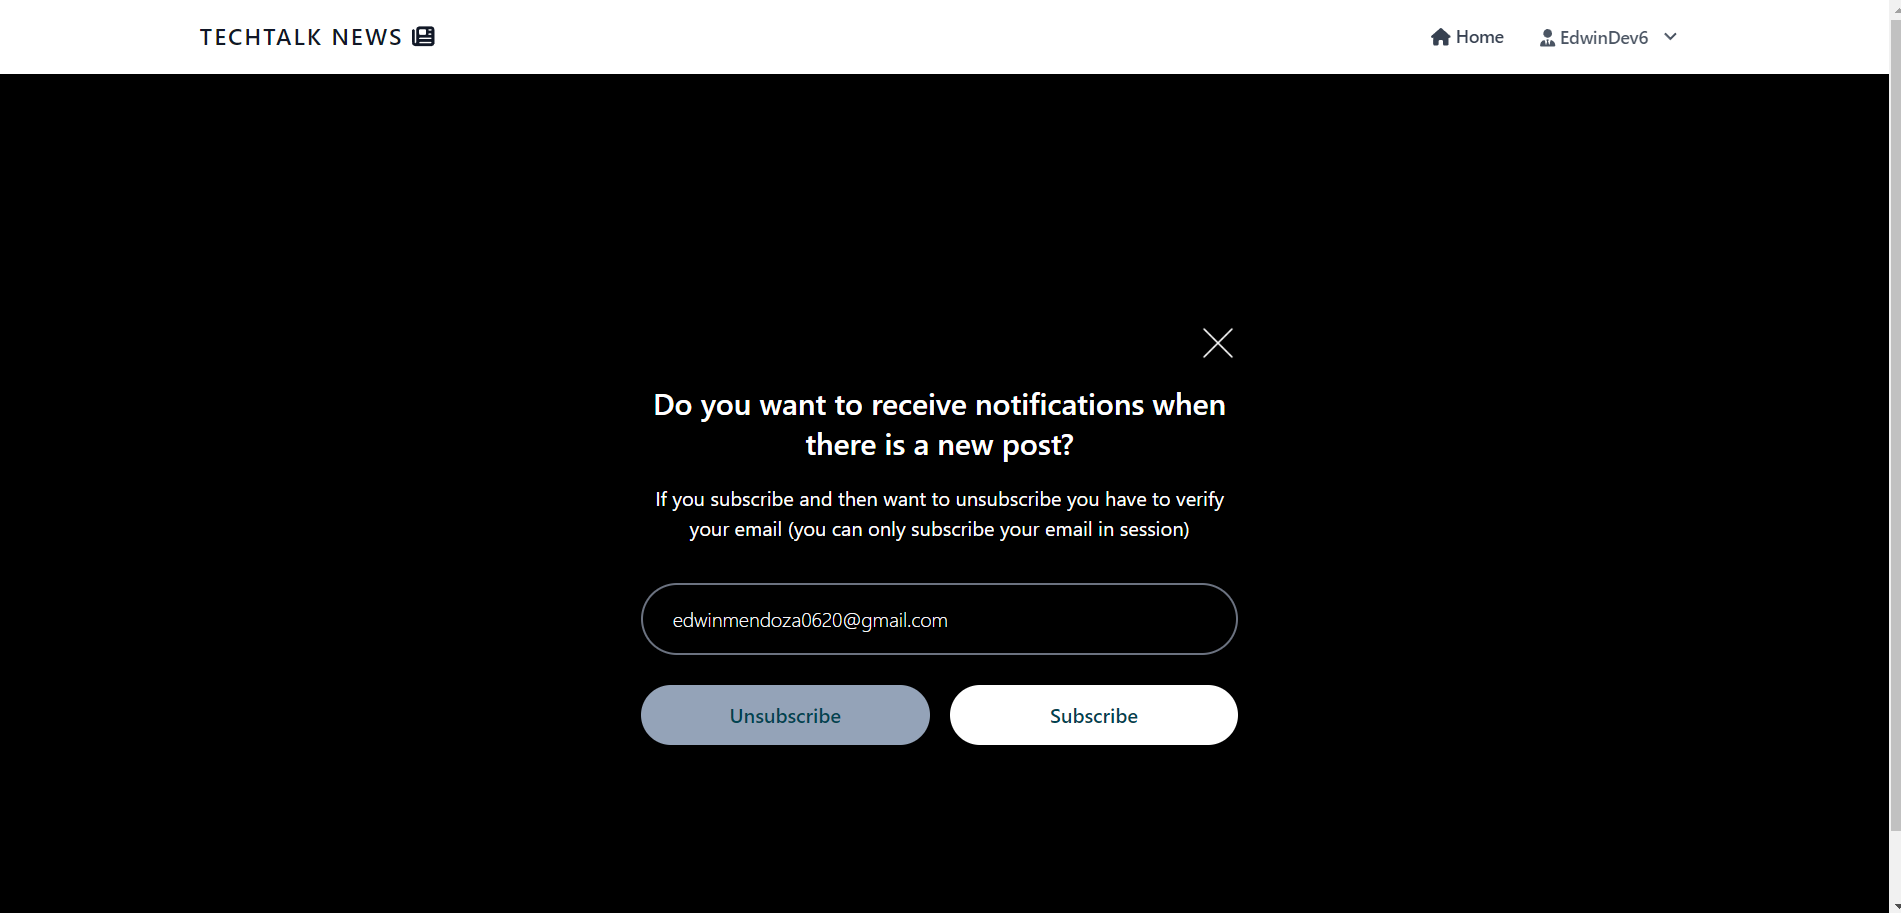 TECHTALK NEWS
Home
EdwinDev6
Do you want to receive notifications when
there is a new post?
If you subscribe and then want to unsubscribe you have to verify
your email (you can only subscribe your email in session)
edwinmendoza0620@gmail.com
Unsubscribe
Subscribe